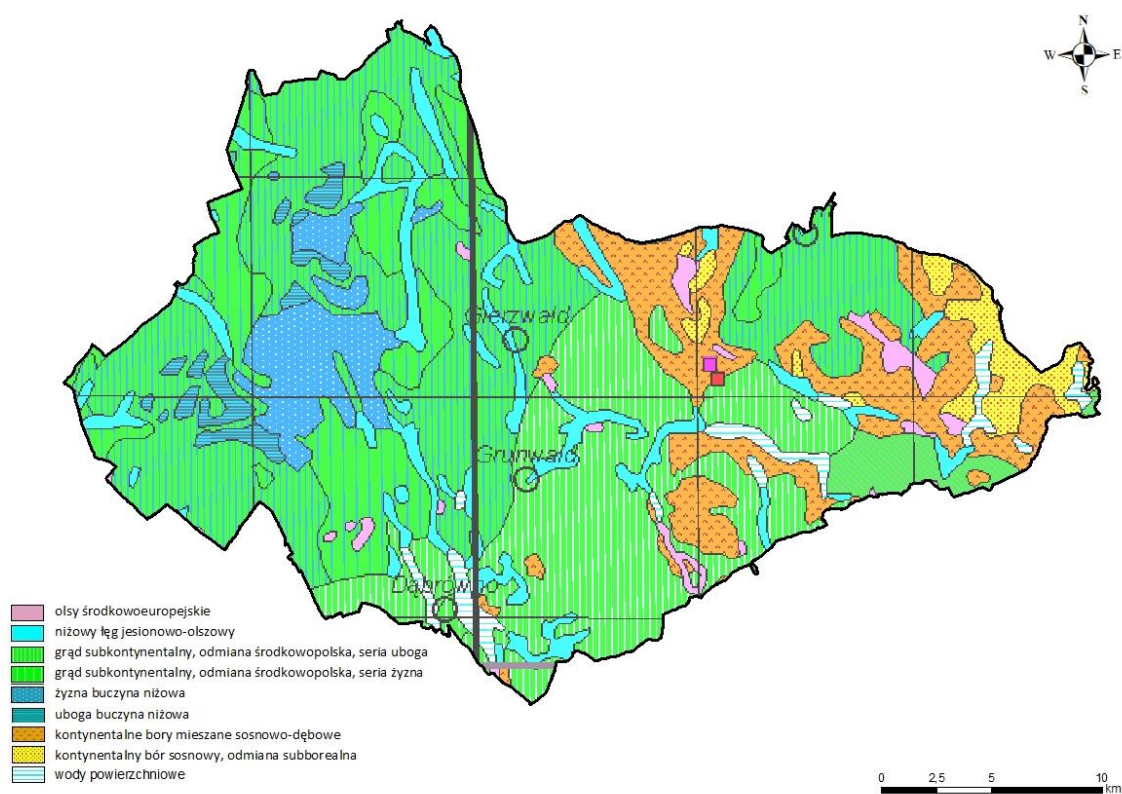 N
W E
S
Gierzwałd
Grunwald
Dąbrówno
olsy środkowoeuropejskie
niżowy łęg jesionowo-olszowy
grąd subkontynentalny, odmiana środkowopolska, seria uboga
grąd subkontynentalny, odmiana środkowopolska, seria żyzna
żyzna buczyna niżowa
uboga buczyna niżowa
kontynentalne bory mieszane sosnowo-dębowe
kontynentalny bór sosnowy, odmiana subborealna
wody powierzchniowe
0 2,5 5 10
km